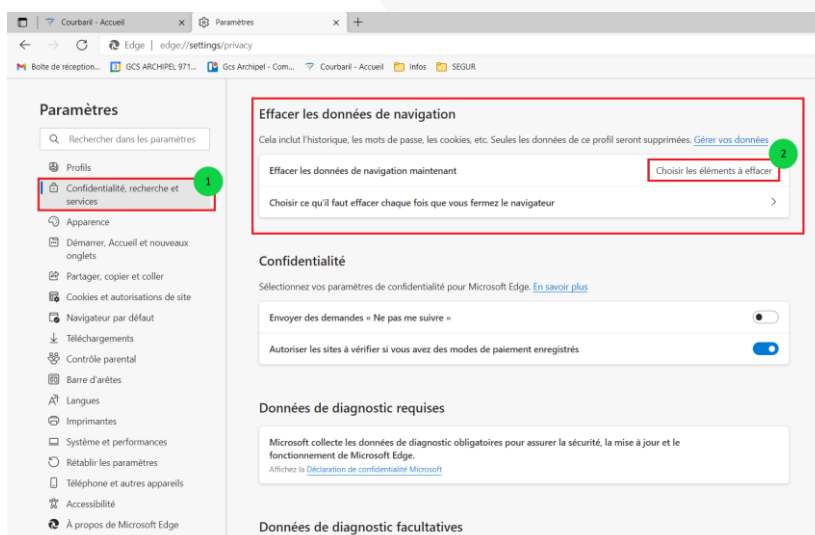 Courbaril - Accueil
Paramètres
Edge | edge://settings/privacy
Boîte de réception...
GCS ARCHIPEL 971...
Gcs Archipel - Com...
Courbaril - Accueil
Infos
SEGUR
Paramètres
Rechercher dans les paramètres
Profils
1
Confidentialité, recherche et
services
Apparence
Démarrer, Accueil et nouveaux
onglets
Partager, copier et coller
Cookies et autorisations de site
Navigateur par défaut
Téléchargements
Contrôle parental
Barre d'arêtes
Langues
Imprimantes
Système et performances
Rétablir les paramètres
Téléphone et autres appareils
Accessibilité
À propos de Microsoft Edge
Effacer les données de navigation
Cela inclut l'historique, les mots de passe, les cookies, etc. Seules les données de ce profil seront supprimées. Gérer vos données
2
Effacer les données de navigation maintenant
Choisir les éléments à effacer
Choisir ce qu'il faut effacer chaque fois que vous fermez le navigateur
Confidentialité
Sélectionnez vos paramètres de confidentialité pour Microsoft Edge. En savoir plus
Envoyer des demandes « Ne pas me suivre »
Autoriser les sites à vérifier si vous avez des modes de paiement enregistrés
Données de diagnostic requises
Microsoft collecte les données de diagnostic obligatoires pour assurer la sécurité, la mise à jour et le
fonctionnement de Microsoft Edge.
Affichez la Déclaration de confidentialité Microsoft
Données de diagnostic facultatives